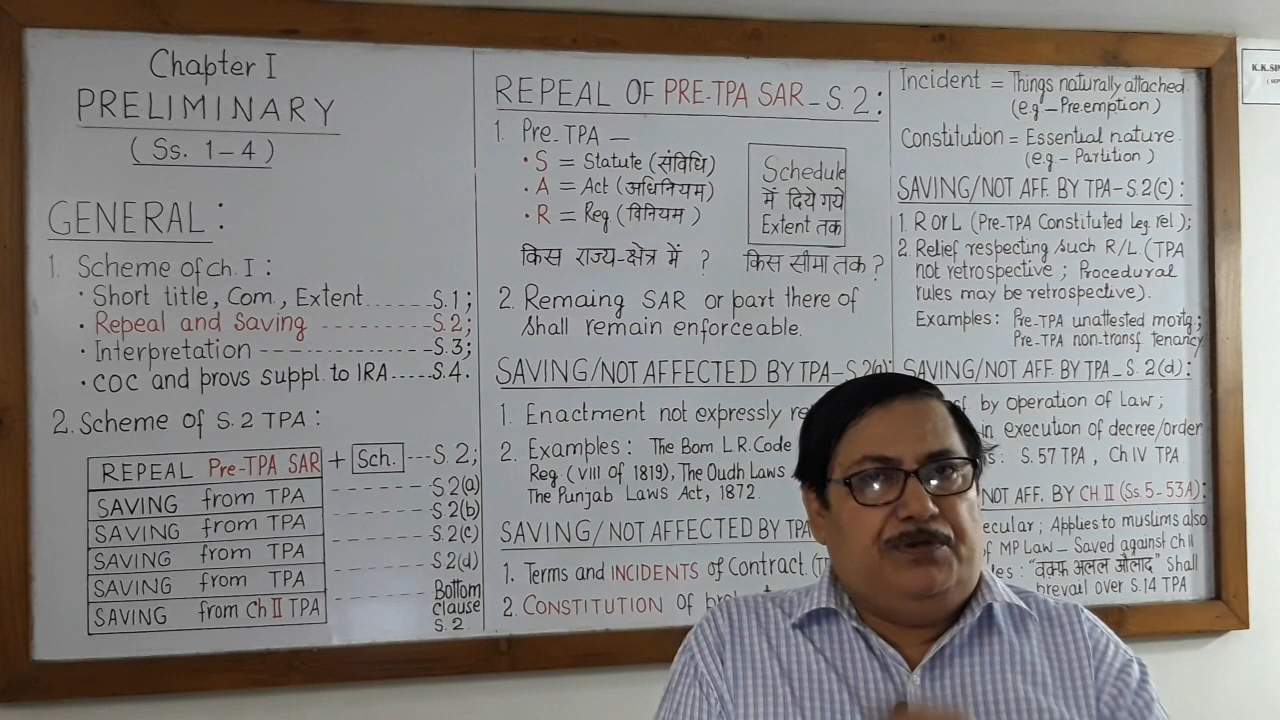 Chapter I
PRELIMINARY
(Ss. 1-4)
GENERAL:
1. Scheme of ch. I:
• Short title, Com., Extent......S.1;
• Repeal and Saving --------S.2;
• Interpretation --------------S.3;
• COC and provs suppl. to IRA.....S.4.
2. Scheme of S.2 TPA:
REPEAL Pre-TPA SAR + Sch. ---S.2;
SAVING from TPA ------S.2(a)
SAVING from TPA ------S.2(b)
SAVING from TPA ------S.2(c)
SAVING from TPA ------S.2(d)
SAVING from Ch II TPA ------Bottom
clause
S.2
REPEAL OF PRE-TPA SAR-S.2:
1. Pre-TPA —
• S = Statute (संविधि)
• A = Act (अधिनियम)
• R = Reg (विनियम)
Schedule
में दिये गये
Extent तक
किस राज्य-क्षेत्र में ? किस सीमा तक ?
2. Remaing SAR or part there of
shall remain enforceable.
SAVING/NOT AFFECTED BY TPA-S.2(a):
1. Enactment not expressly
2. Examples: The Bom L.R. Code
Reg. (VIII of 1819), The Oudh Laws
The Punjab Laws Act, 1872.
SAVING/NOT AFFECTED BY TPA
1. Terms and INCIDENTS of Contract
2. CONSTITUTION of
Incident = Things naturally attached.
(e.g - Pre.emption)
Constitution = Essential nature.
(e.g - Partition)
SAVING/NOT AFF. BY TPA-S.2(c):
1. R or L (Pre-TPA Constituted Leg. rel);
2. Relief respecting such R/L (TPA
not retrospective; Procedural
rules may be retrospective).
Examples: Pre-TPA unattested mortg;
Pre-TPA non-transf. Tenancy
SAVING/NOT AFF. BY TPA-S.2(d):
by operation of Law;
in execution of decree/order
S.57 TPA, Ch IV TPA
NOT AFF. BY CH II (Ss.5-53A):
ecular; Applies to muslims also
MP Law - Saved against Ch II
les: "वक़्फ़ अलल औलाद" Shall
prevail over S.14 TPA
K.K.SIN